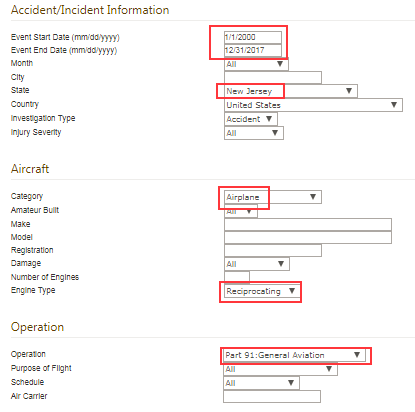 Accident/Incident Information
Event Start Date (mm/dd/yyyy) 1/1/2000
Event End Date (mm/dd/yyyy) 12/31/2017
Month All
City
State New Jersey
Country United States
Investigation Type Accident
Injury Severity All
Aircraft
Category Airplane
Amateur Built All
Make
Model
Registration
Damage All
Number of Engines
Engine Type Reciprocating
Operation
Operation Part 91:General Aviation
Purpose of Flight All
Schedule All
Air Carrier